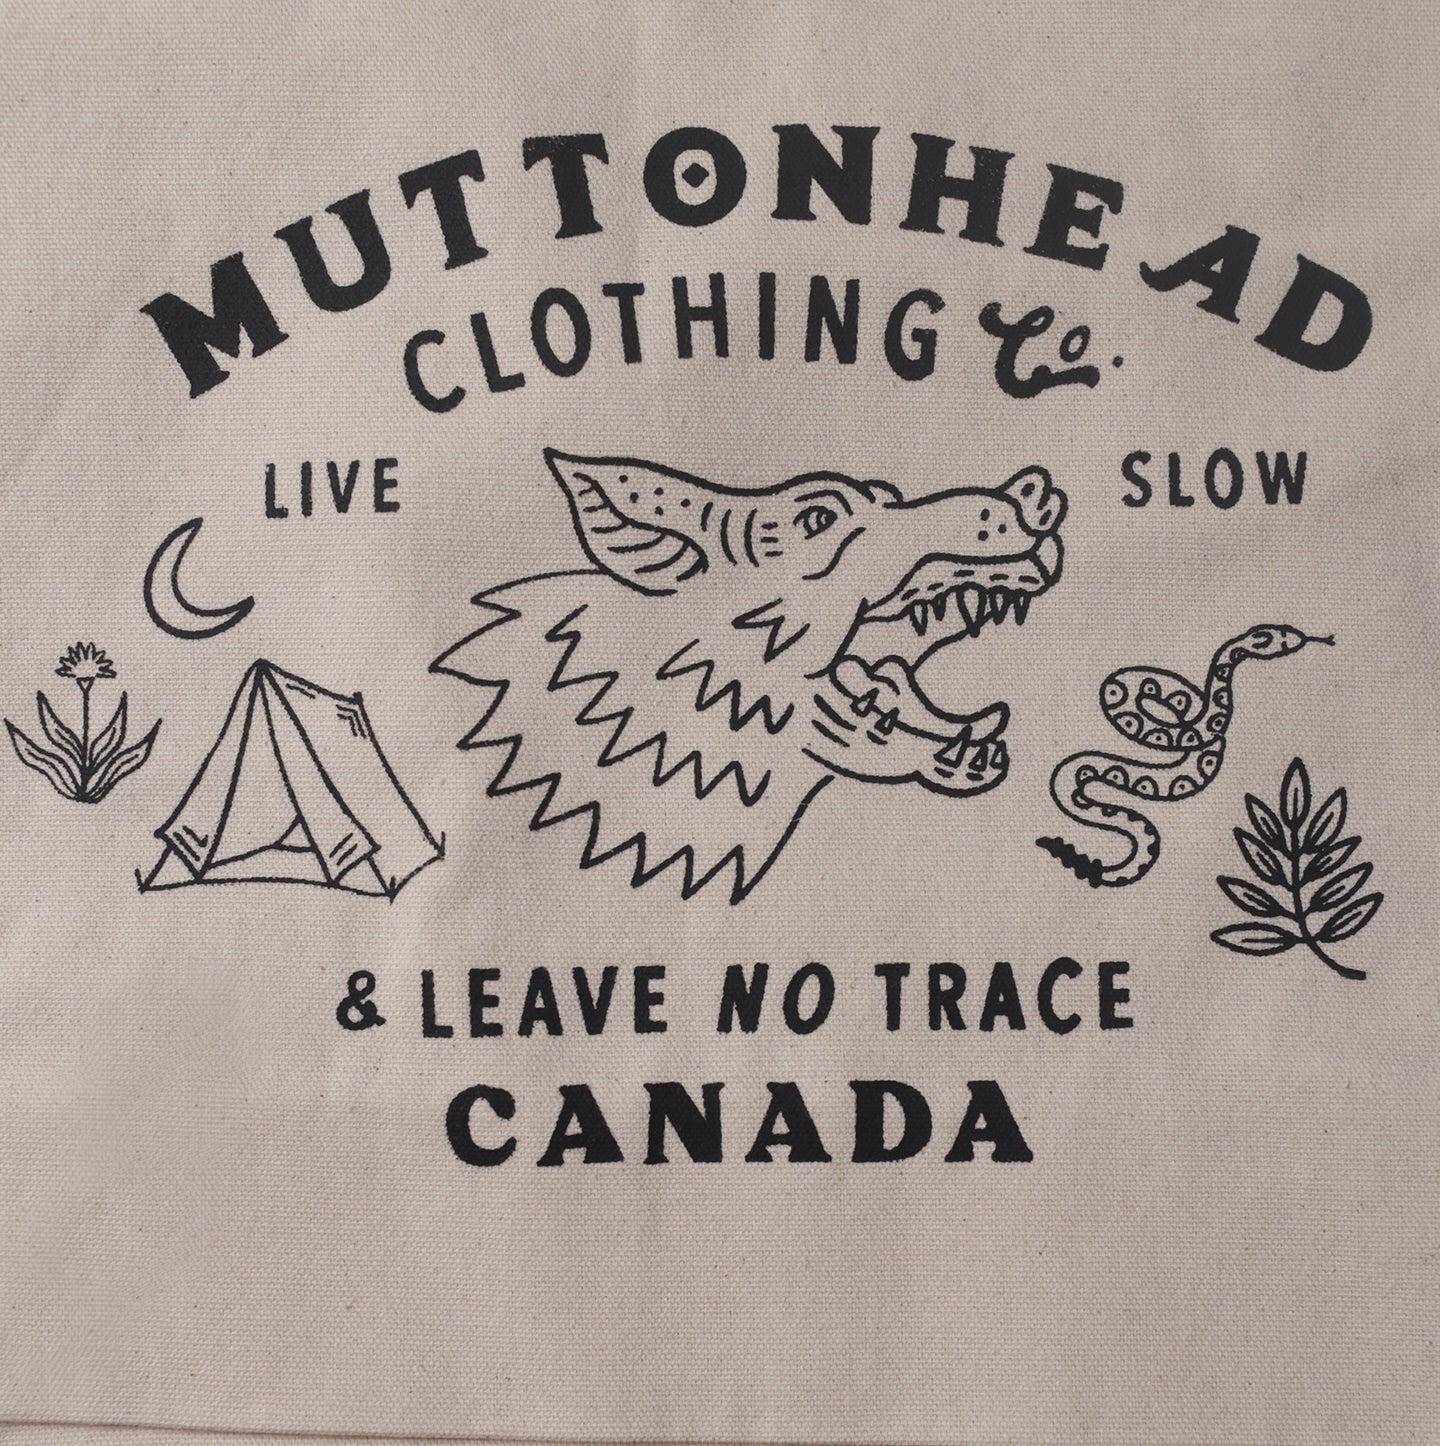 MUTTONHEAD
CLOTHING Co.
LIVE SLOW
& LEAVE NO TRACE
CANADA